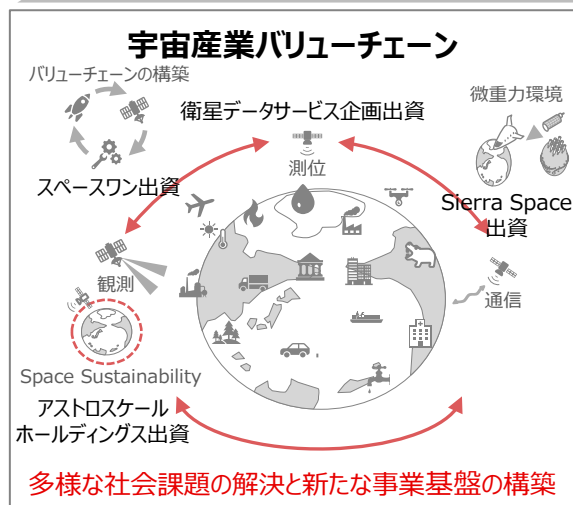 宇宙産業バリューチェーン
バリューチェーンの構築
衛星データサービス企画出資
微重力環境
測位
スペースワン出資
Sierra Space
出資
観測
通信
Space Sustainability
アストロスケール
ホールディングス出資
多様な社会課題の解決と新たな事業基盤の構築